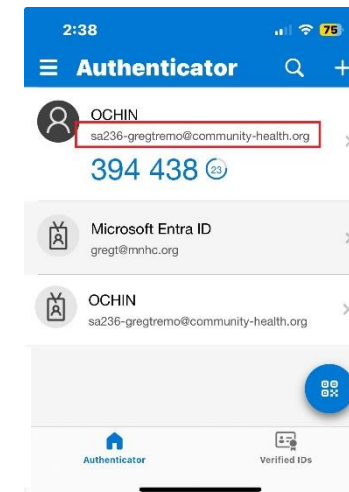 2:38
75
Authenticator
OCHIN
sa236-gregtremo@community-health.org
394 438 23
Microsoft Entra ID
gregt@mnhc.org
OCHIN
sa236-gregtremo@community-health.org
Authenticator
Verified IDs